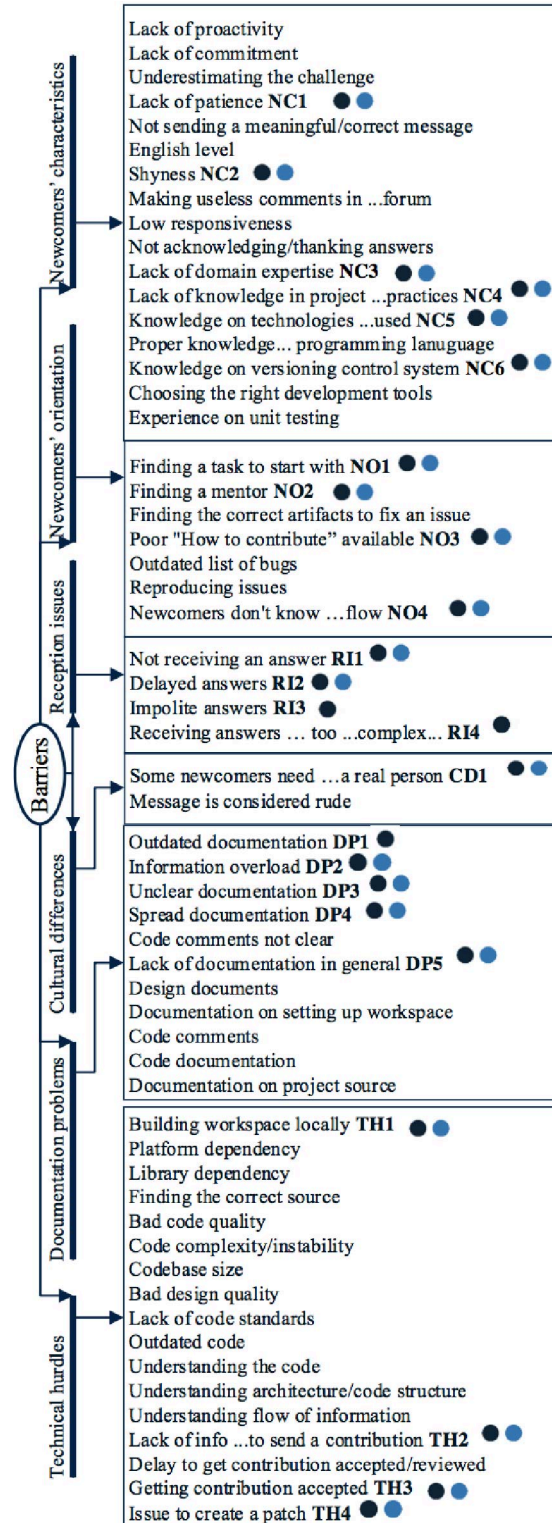 Barriers
Newcomers' characteristics
Lack of proactivity
Lack of commitment
Underestimating the challenge
Lack of patience NC1
Not sending a meaningful/correct message
English level
Shyness NC2
Making useless comments in ...forum
Low responsiveness
Not acknowledging/thanking answers
Lack of domain expertise NC3
Lack of knowledge in project ...practices NC4
Knowledge on technologies ...used NC5
Proper knowledge... programming lanuguage
Knowledge on versioning control system NC6
Choosing the right development tools
Experience on unit testing
Newcomers' orientation
Finding a task to start with NO1
Finding a mentor NO2
Finding the correct artifacts to fix an issue
Poor "How to contribute” available NO3
Outdated list of bugs
Reproducing issues
Newcomers don't know …flow NO4
Reception issues
Not receiving an answer RI1
Delayed answers RI2
Impolite answers RI3
Receiving answers … too ...complex... RI4
Cultural differences
Some newcomers need …a real person CD1
Message is considered rude
Documentation problems
Outdated documentation DP1
Information overload DP2
Unclear documentation DP3
Spread documentation DP4
Code comments not clear
Lack of documentation in general DP5
Design documents
Documentation on setting up workspace
Code comments
Code documentation
Documentation on project source
Technical hurdles
Building workspace locally TH1
Platform dependency
Library dependency
Finding the correct source
Bad code quality
Code complexity/instability
Codebase size
Bad design quality
Lack of code standards
Outdated code
Understanding the code
Understanding architecture/code structure
Understanding flow of information
Lack of info ...to send a contribution TH2
Delay to get contribution accepted/reviewed
Getting contribution accepted TH3
Issue to create a patch TH4